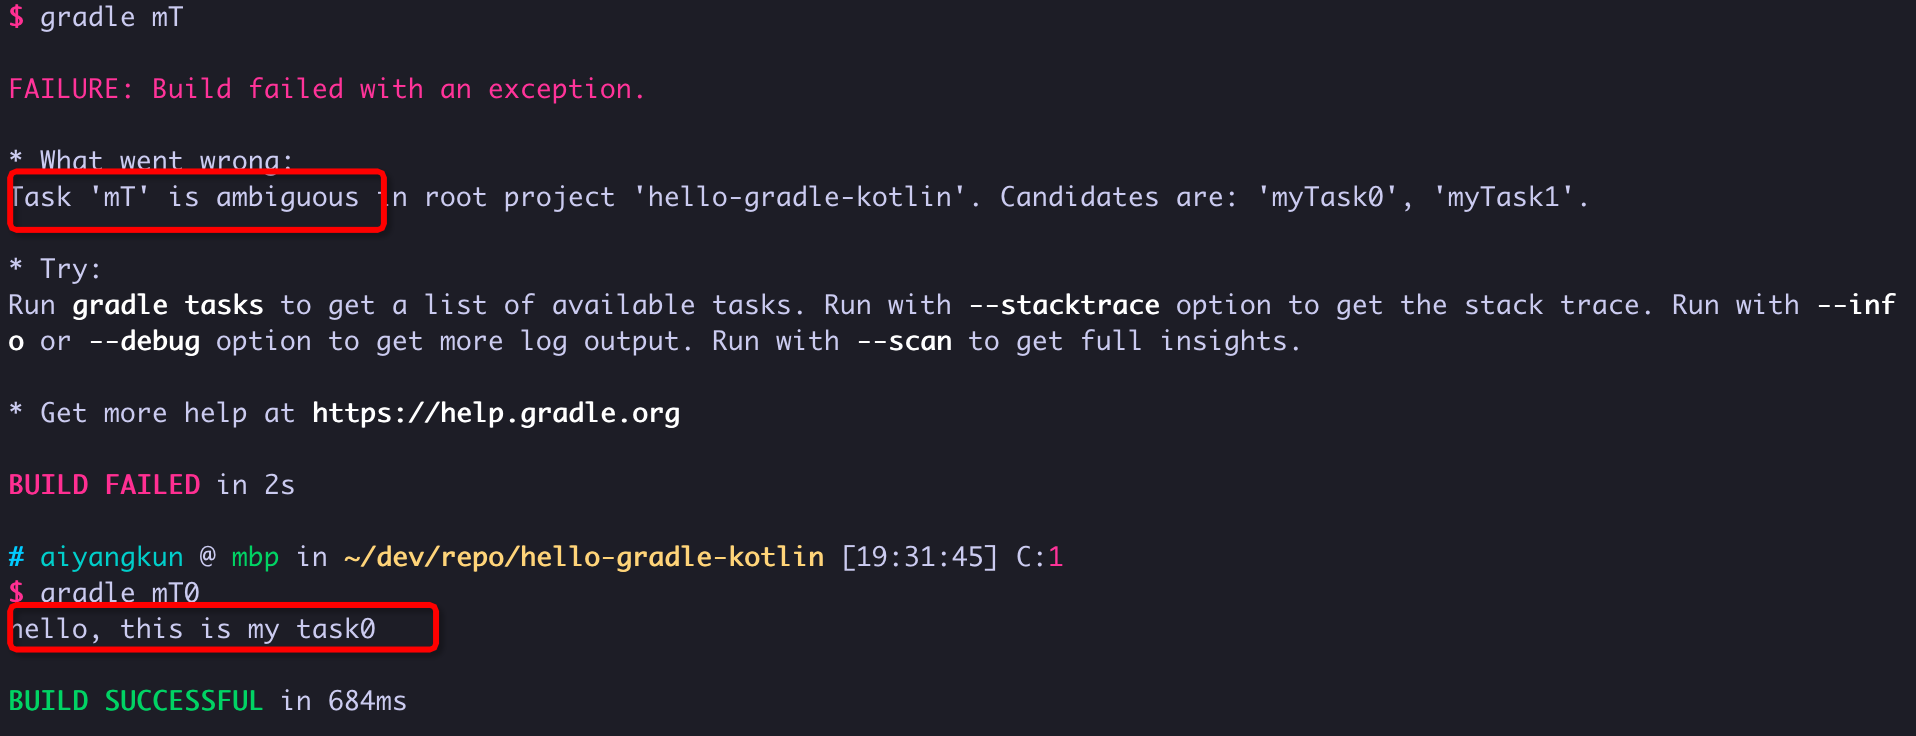 $ gradle mT
FAILURE: Build failed with an exception.
* What went wrong:
Task 'mT' is ambiguous in root project 'hello-gradle-kotlin'. Candidates are: 'myTask0', 'myTask1'.
* Try:
Run gradle tasks to get a list of available tasks. Run with --stacktrace option to get the stack trace. Run with --inf
o or --debug option to get more log output. Run with --scan to get full insights.
* Get more help at https://help.gradle.org
BUILD FAILED in 2s
# aiyangkun @ mbp in ~/dev/repo/hello-gradle-kotlin [19:31:45] C:1
$ gradle mT0
hello, this is my task0
BUILD SUCCESSFUL in 684ms